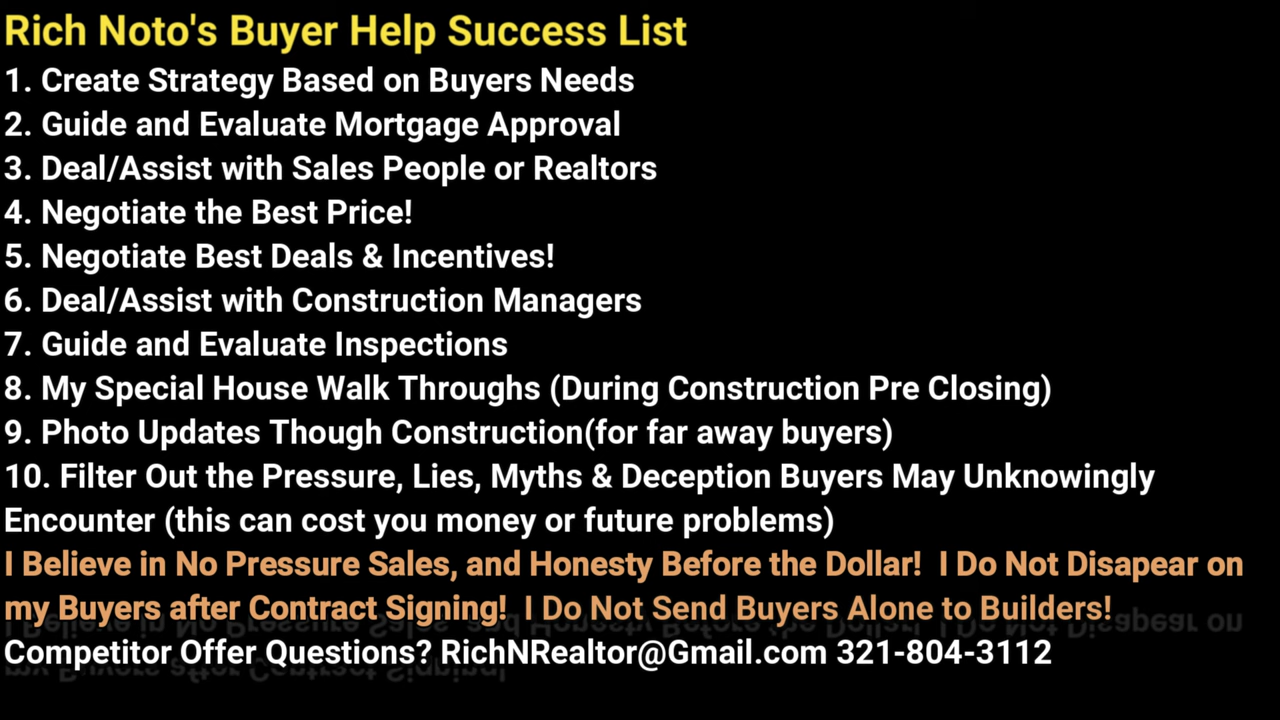 Rich Noto's Buyer Help Success List
1. Create Strategy Based on Buyers Needs
2. Guide and Evaluate Mortgage Approval
3. Deal/Assist with Sales People or Realtors
4. Negotiate the Best Price!
5. Negotiate Best Deals & Incentives!
6. Deal/Assist with Construction Managers
7. Guide and Evaluate Inspections
8. My Special House Walk Throughs (During Construction Pre Closing)
9. Photo Updates Though Construction(for far away buyers)
10. Filter Out the Pressure, Lies, Myths & Deception Buyers May Unknowingly
Encounter (this can cost you money or future problems)
I Believe in No Pressure Sales, and Honesty Before the Dollar!  I Do Not Disapear on
my Buyers after Contract Signing!  I Do Not Send Buyers Alone to Builders!
Competitor Offer Questions? RichNRealtor@Gmail.com 321-804-3112